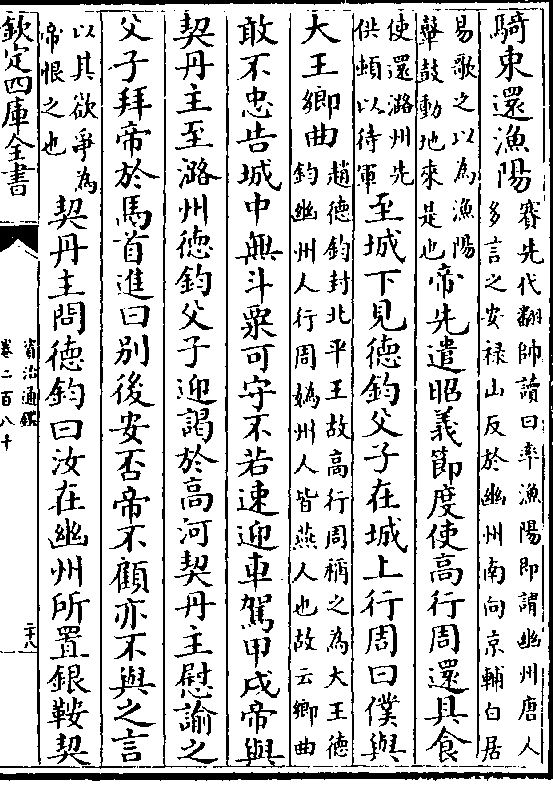 騎東還漁陽
賽先代翻帥讀曰率漁陽即謂幽州唐人
多言之安禄山反於幽州南向京輔白居
易歌之以為漁陽
鼙鼓動地來是也
帝先遣昭義節度使高行周還具食
使還潞州先
供頓以待軍
至城下見德鈞父子在城上行周曰僕與
大王鄉曲
趙德鈞封北平王故高行周稱之為大王德
鈞幽州人行周媯州人皆燕人也故云鄉曲
敢不忠告城中無斗粟可守不若速迎車駕甲戌帝與
契丹主至潞州德鈞父子迎謁於高河契丹主慰諭之
父子拜帝於馬首進曰別後安否帝不顧亦不與之言
以其欲爭為
帝恨之也
契丹主問德鈞曰汝在幽州所置銀鞍契
欽定四庫全書
資治通鑑
卷二百八十
二十八